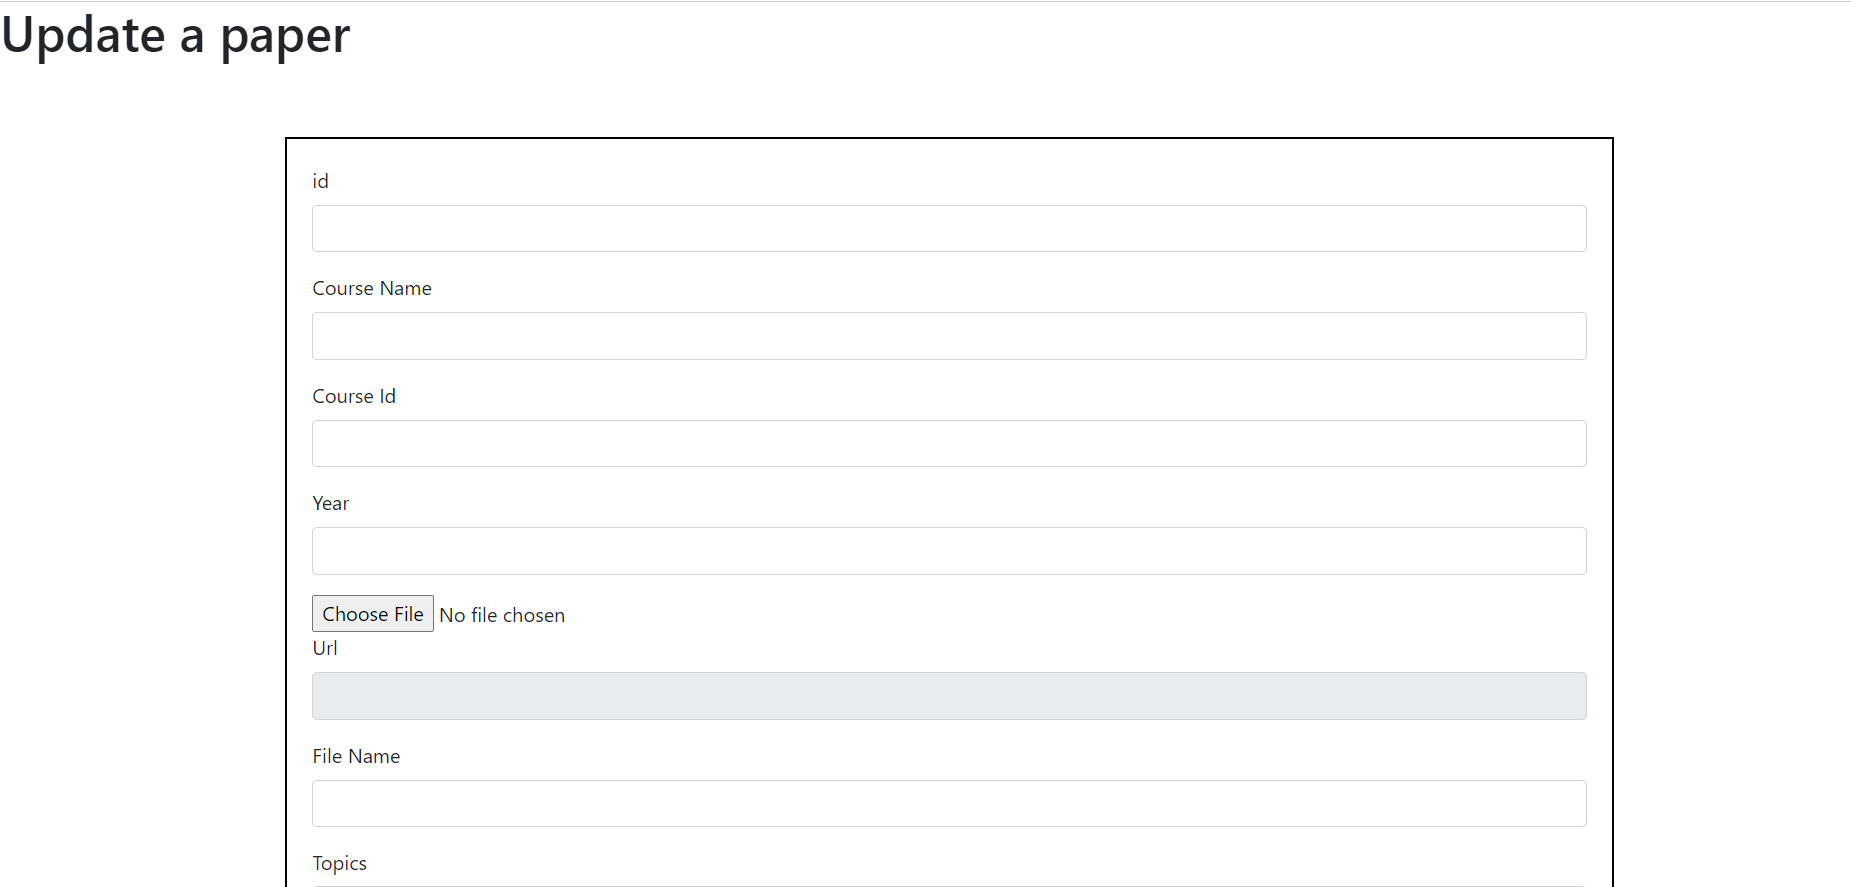 Update a paper
id
Course Name
Course Id
Year
Choose File No file chosen
Url
File Name
Topics